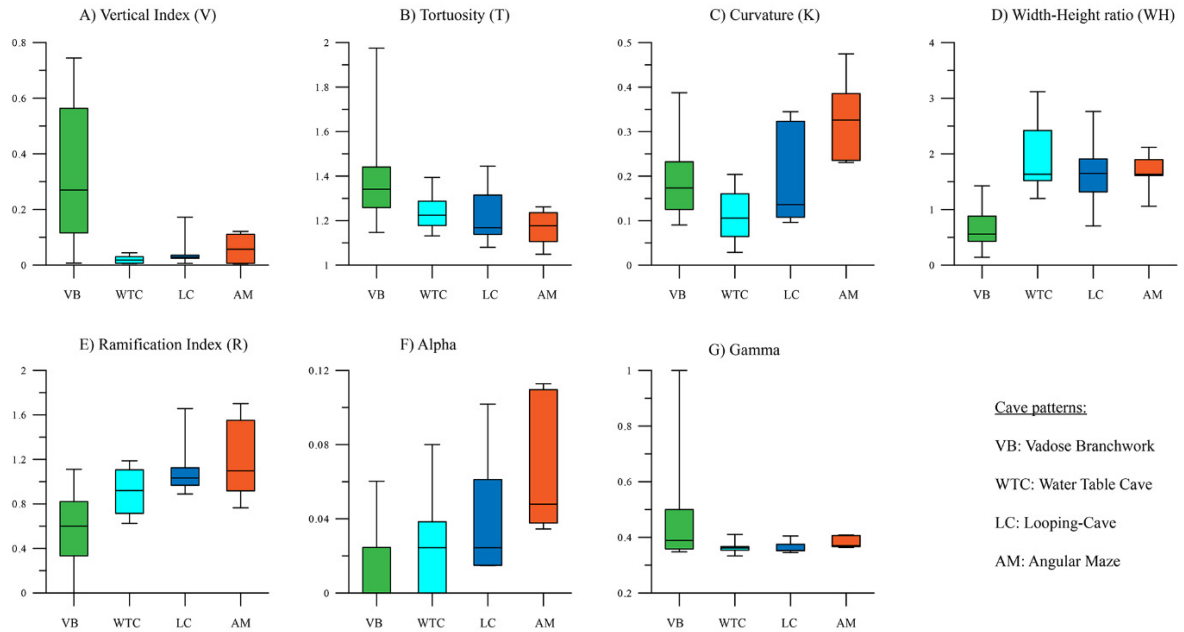 A) Vertical Index (V)
B) Tortuosity (T)
C) Curvature (K)
D) Width-Height ratio (WH)
0.8
0.6
0.4
0.2
0
VB
WTC
LC
AM
2
1.8
1.6
1.4
1.2
1
VB
WTC
LC
AM
0.5
0.4
0.3
0.2
0.1
0
VB
WTC
LC
AM
4
3
2
1
0
VB
WTC
LC
AM
E) Ramification Index (R)
F) Alpha
G) Gamma
2
1.6
1.2
0.8
0.4
0
VB
WTC
LC
AM
0.12
0.08
0.04
0
VB
WTC
LC
AM
1
0.8
0.6
0.4
0.2
VB
WTC
LC
AM
Cave patterns:
VB: Vadose Branchwork
WTC: Water Table Cave
LC: Looping-Cave
AM: Angular Maze